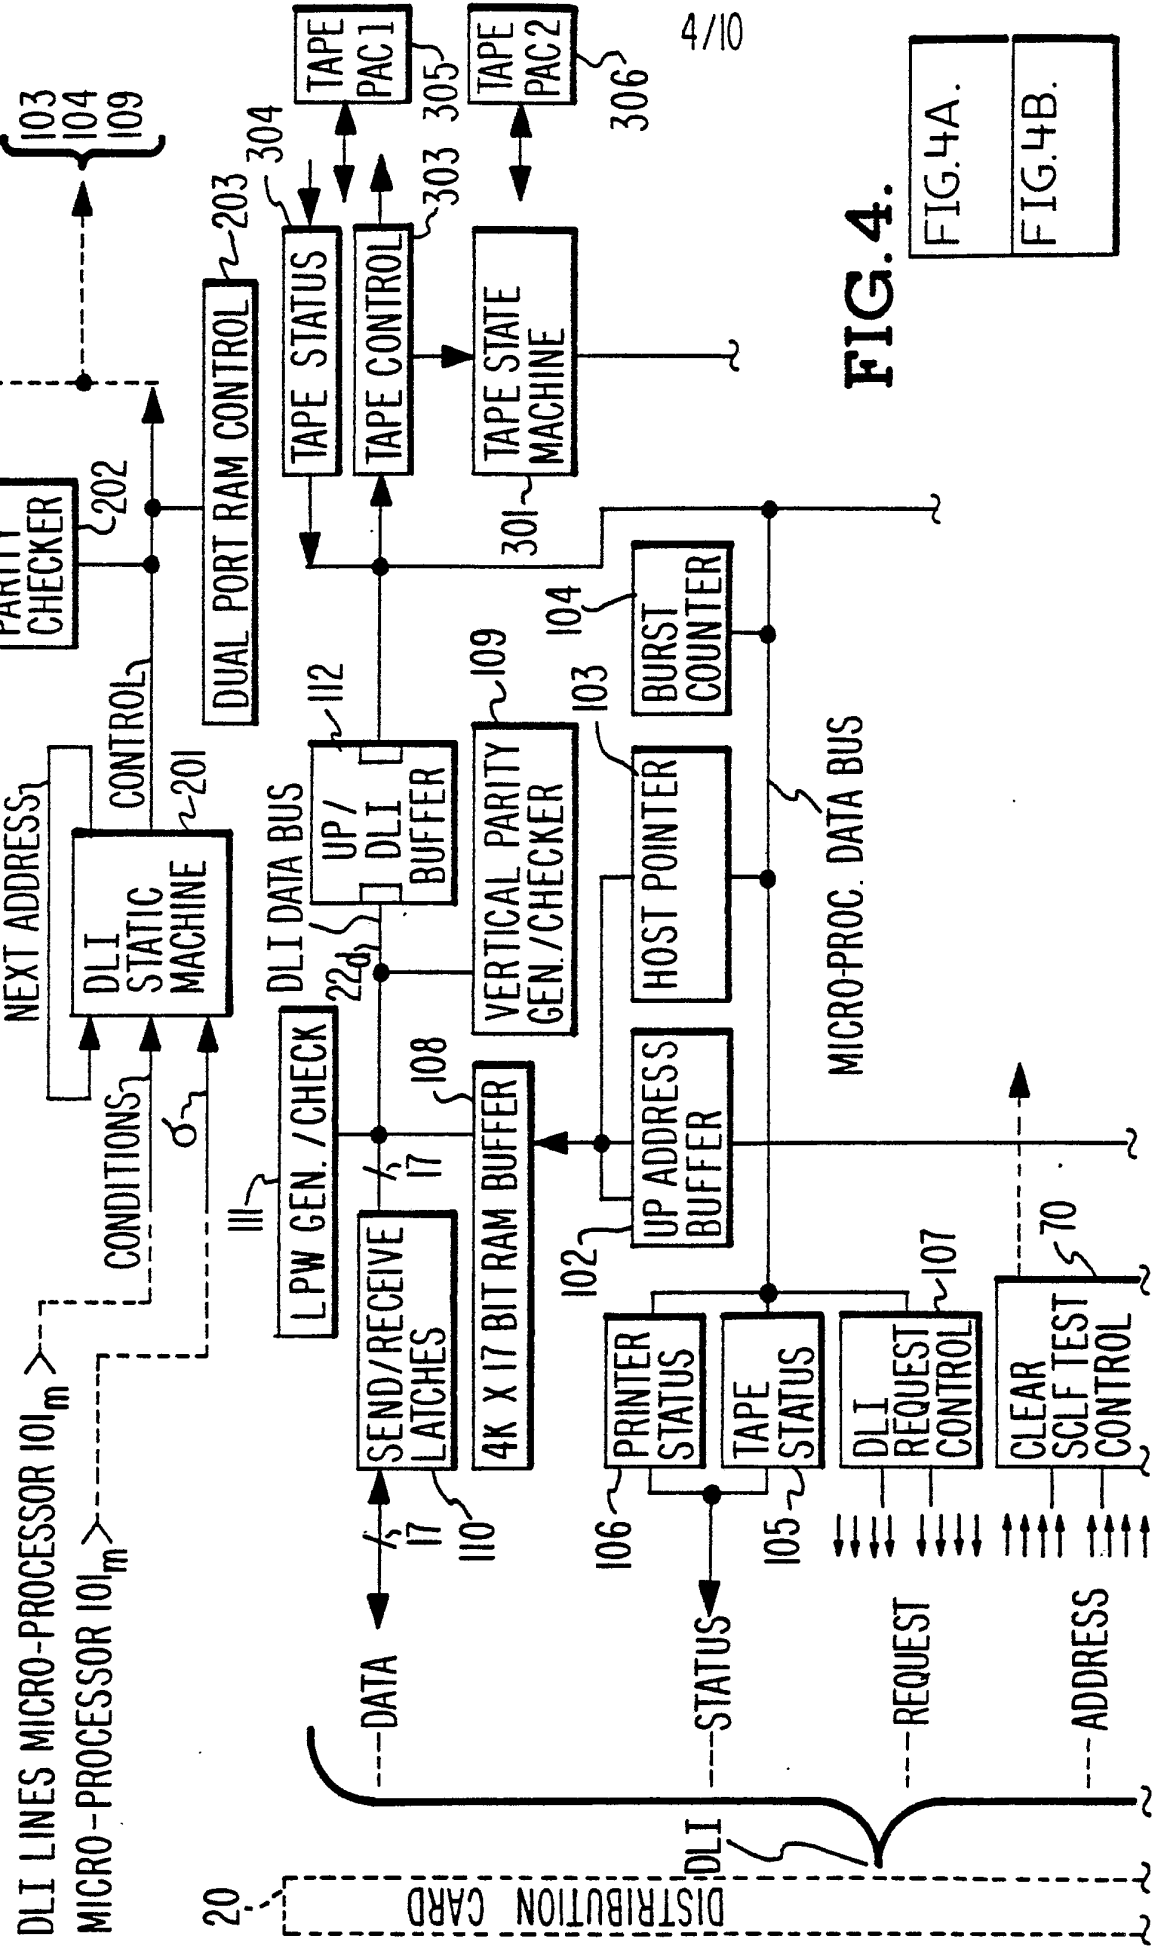 DLI LINES MICRO-PROCESSOR 101m
MICRO-PROCESSOR 101m
NEXT ADDRESS
CONDITIONS
DLI
STATIC
MACHINE
201
CONTROL
PARITY
CHECKER
202
103
104
109
DUAL PORT RAM CONTROL
203
20
DISTRIBUTION CARD
DLI
DATA
17
110
SEND/RECEIVE
LATCHES
17
111
LPW GEN./CHECK
DLI DATA BUS
22d
UP/
DLI
BUFFER
112
4K X 17 BIT RAM BUFFER
108
VERTICAL PARITY
GEN./CHECKER
109
TAPE STATUS
304
TAPE CONTROL
303
TAPE STATE
MACHINE
301
TAPE
PAC1
305
TAPE
PAC2
306
STATUS
PRINTER
STATUS
106
TAPE
STATUS
105
UP ADDRESS
BUFFER
102
HOST POINTER
103
BURST
COUNTER
104
MICRO-PROC. DATA BUS
REQUEST
DLI
REQUEST
CONTROL
107
ADDRESS
CLEAR
SCLF TEST
CONTROL
70
FIG. 4.
FIG.4A.
FIG.4B.
4/10